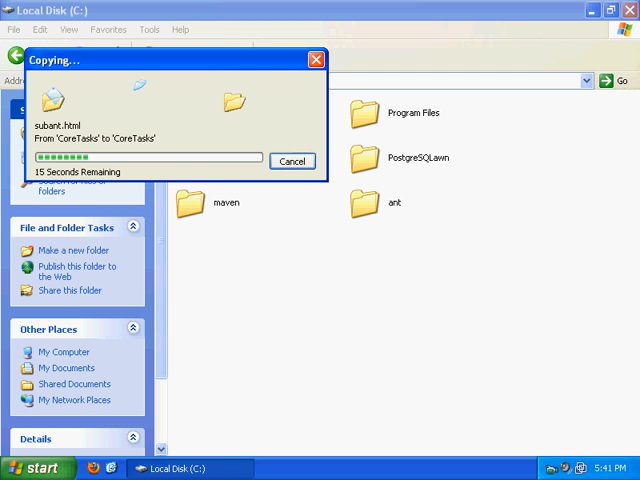 Local Disk (C:)
File Edit View Favorites Tools Help
Copying...
Go
subant.html
From 'CoreTasks' to 'CoreTasks'
Cancel
15 Seconds Remaining
folders
Program Files
PostgreSQLawn
maven
ant
File and Folder Tasks
Make a new folder
Publish this folder to
the Web
Share this folder
Other Places
My Computer
My Documents
Shared Documents
My Network Places
Details
start
Local Disk (C:)
5:41 PM